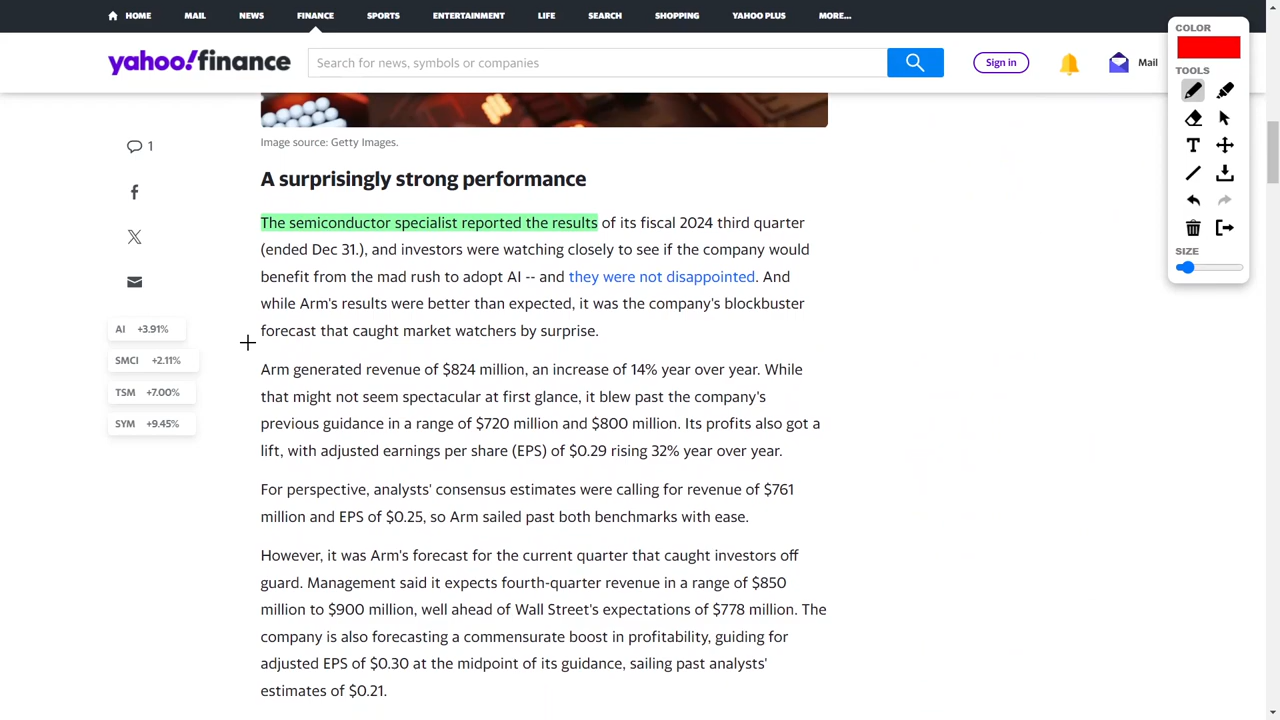 HOME MAIL NEWS FINANCE SPORTS ENTERTAINMENT LIFE SEARCH SHOPPING YAHOO PLUS MORE...
yahoo!finance Search for news, symbols or companies Sign in Mail
COLOR
TOOLS
T
SIZE
1
AI +3.91%
SMCI +2.11%
TSM +7.00%
SYM +9.45%
Image source: Getty Images.
A surprisingly strong performance
The semiconductor specialist reported the results of its fiscal 2024 third quarter
(ended Dec 31.), and investors were watching closely to see if the company would
benefit from the mad rush to adopt AI -- and they were not disappointed. And
while Arm's results were better than expected, it was the company's blockbuster
forecast that caught market watchers by surprise.
Arm generated revenue of $824 million, an increase of 14% year over year. While
that might not seem spectacular at first glance, it blew past the company's
previous guidance in a range of $720 million and $800 million. Its profits also got a
lift, with adjusted earnings per share (EPS) of $0.29 rising 32% year over year.
For perspective, analysts' consensus estimates were calling for revenue of $761
million and EPS of $0.25, so Arm sailed past both benchmarks with ease.
However, it was Arm's forecast for the current quarter that caught investors off
guard. Management said it expects fourth-quarter revenue in a range of $850
million to $900 million, well ahead of Wall Street's expectations of $778 million. The
company is also forecasting a commensurate boost in profitability, guiding for
adjusted EPS of $0.30 at the midpoint of its guidance, sailing past analysts'
estimates of $0.21.